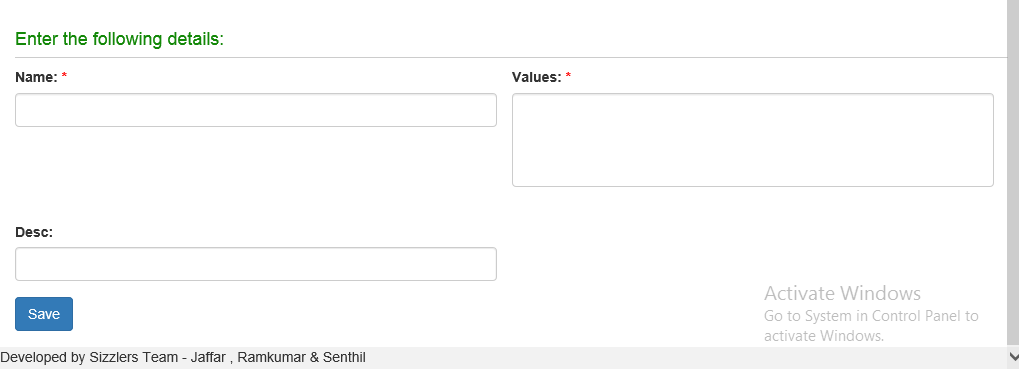 Enter the following details:
Name: *
Values: *
Desc:
Save
Activate Windows
Go to System in Control Panel to
activate Windows.
Developed by Sizzlers Team - Jaffar , Ramkumar & Senthil